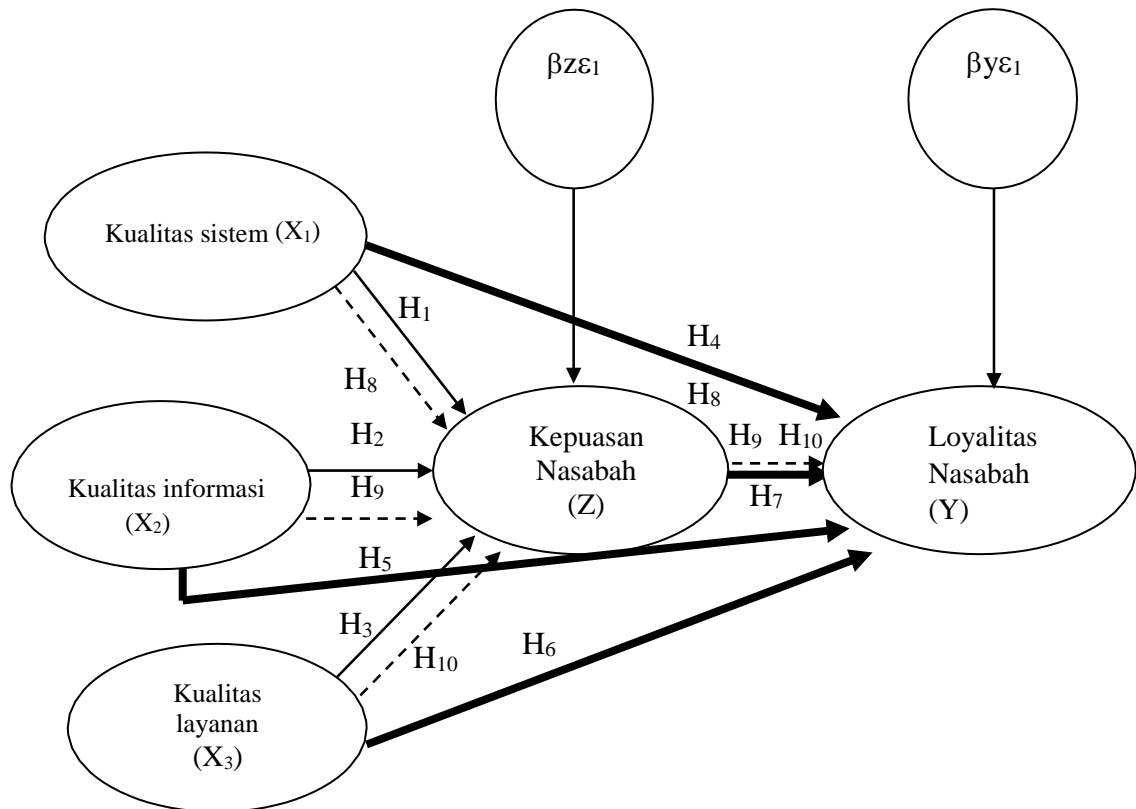 βzε1
βyε1
Kualitas sistem (X1)
H1
H4
H8
H8
H2
Kepuasan
Nasabah
(Z)
H9 H10
Loyalitas
Nasabah
(Y)
H7
Kualitas informasi
(X2)
H9
H5
H3
H10
H6
Kualitas
layanan
(X3)